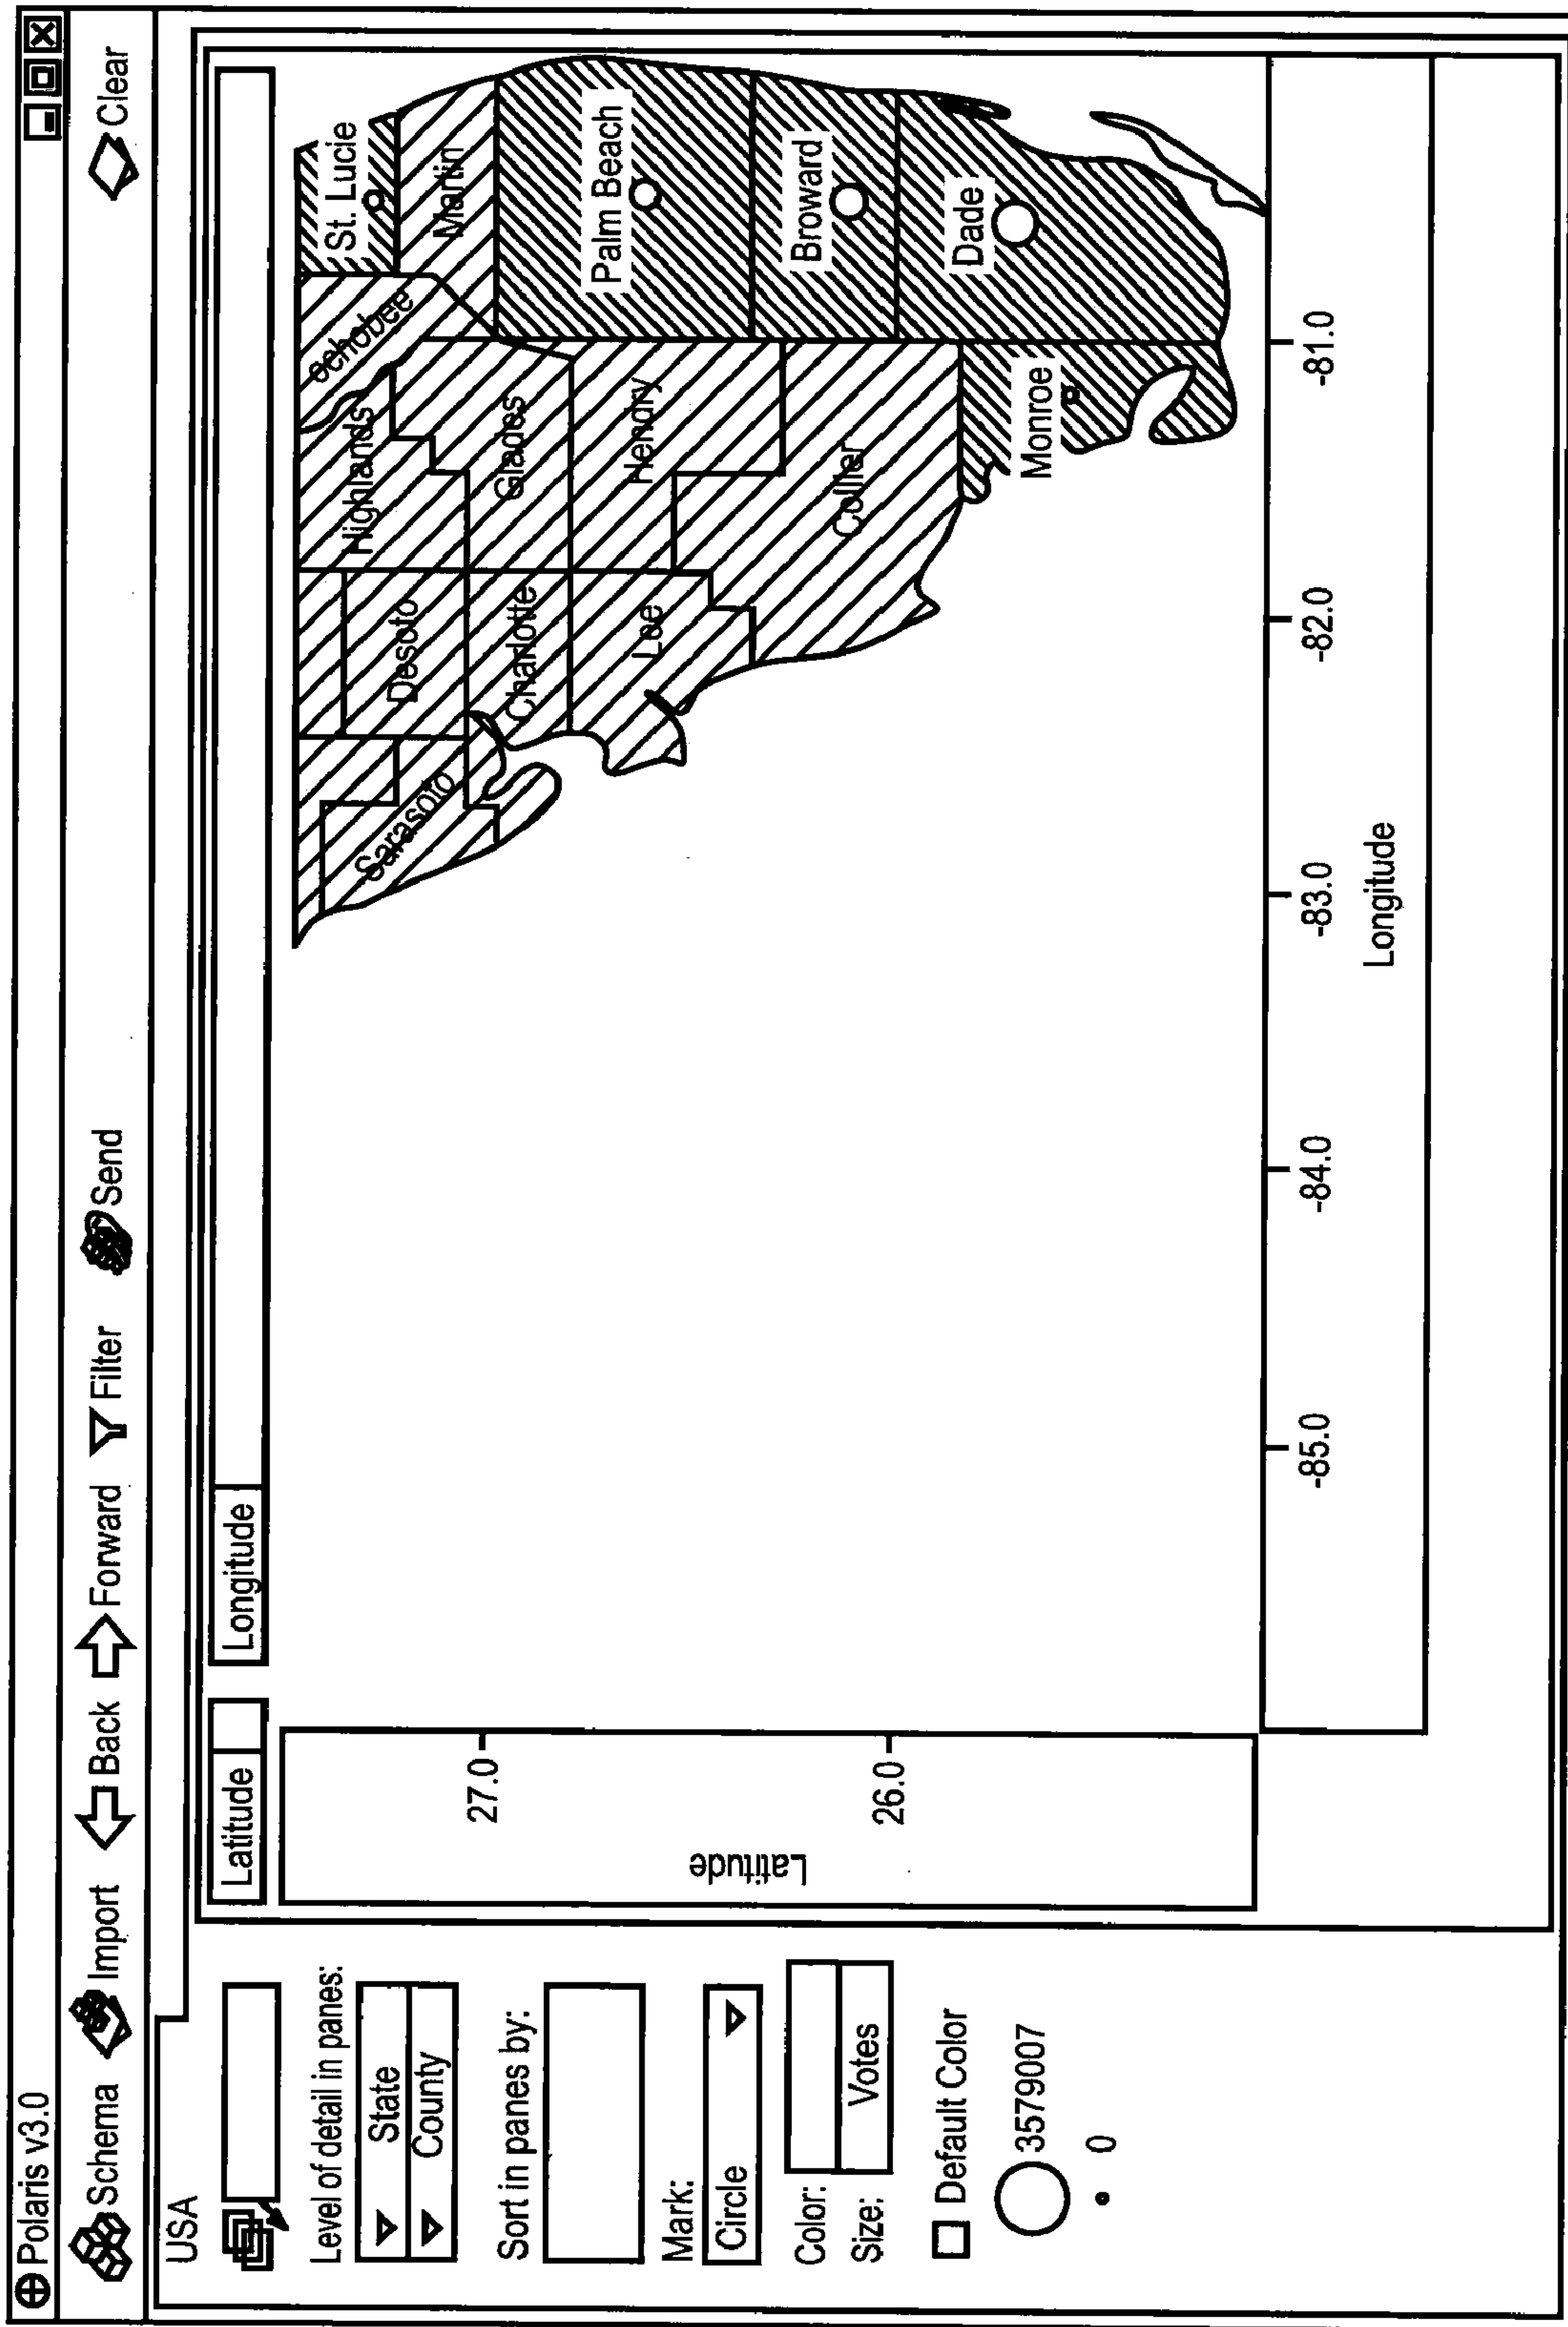 Polaris v3.0
Schema Import Back Forward Filter Send Clear
USA
Latitude
Longitude
Level of detail in panes:
State
County
Sort in panes by:
Mark:
Circle
Color:
Size:
Votes
Default Color
3579007
0
Latitude
27.0
26.0
St. Lucie
ochobee
Highlands
Martin
Desoto
Sarasoto
Glades
Charlotte
Palm Beach
Hendry
Lee
Broward
Collier
Dade
Monroe
-85.0 -84.0 -83.0 -82.0 -81.0
Longitude